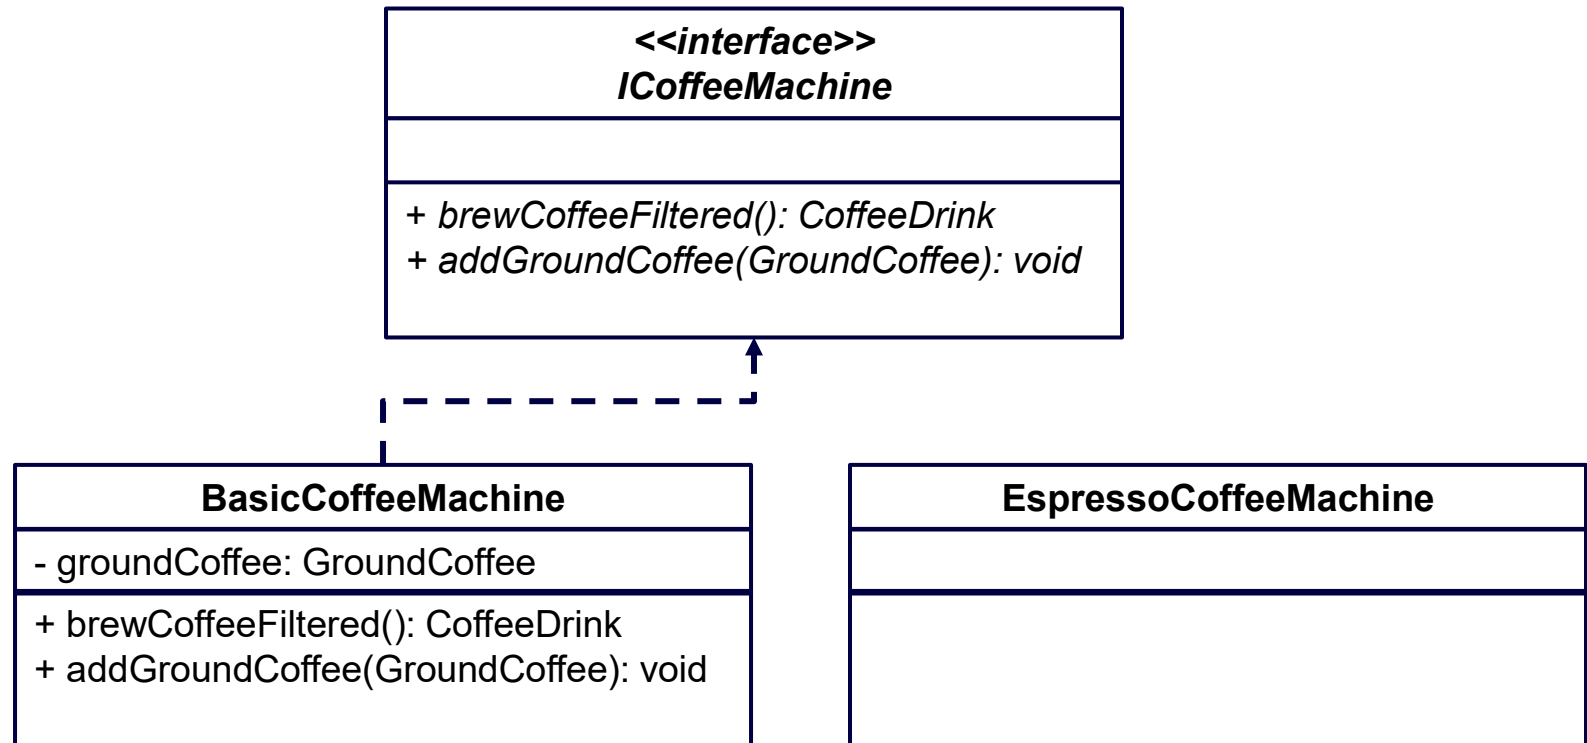 <<interface>>
ICoffeeMachine
+ brewCoffeeFiltered(): CoffeeDrink
+ addGroundCoffee(GroundCoffee): void
BasicCoffeeMachine
- groundCoffee: GroundCoffee
+ brewCoffeeFiltered(): CoffeeDrink
+ addGroundCoffee(GroundCoffee): void
EspressoCoffeeMachine